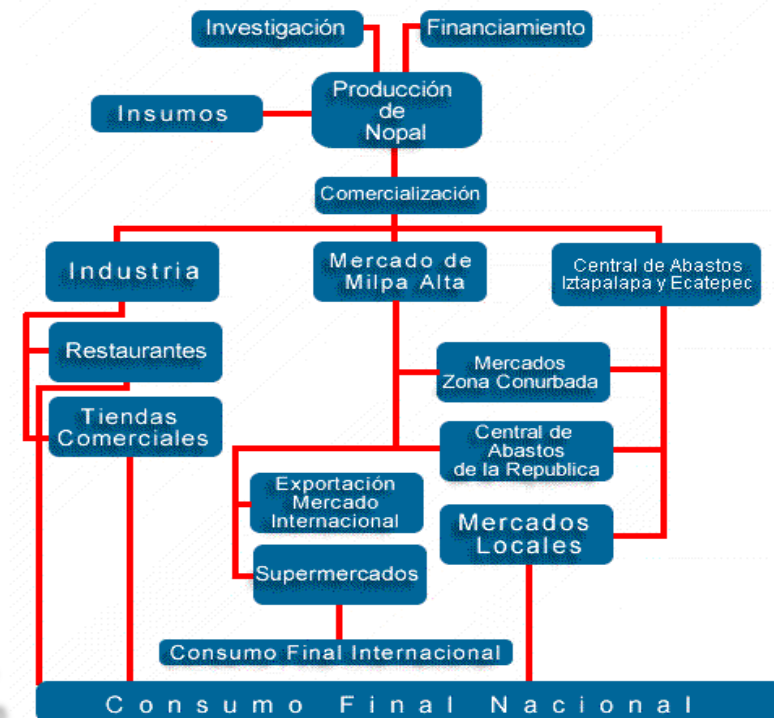 Investigación
Financiamiento
Insumos
Producción
de
Nopal
Comercialización
Industria
Mercado de
Milpa Alta
Central de Abastos
Iztapalapa y Ecatepec
Restaurantes
Mercados
Zona Conurbada
Tiendas
Comerciales
Central de
Abastos
de la Republica
Exportación
Mercado
Internacional
Mercados
Locales
Supermercados
Consumo Final Internacional
Consumo Final Nacional